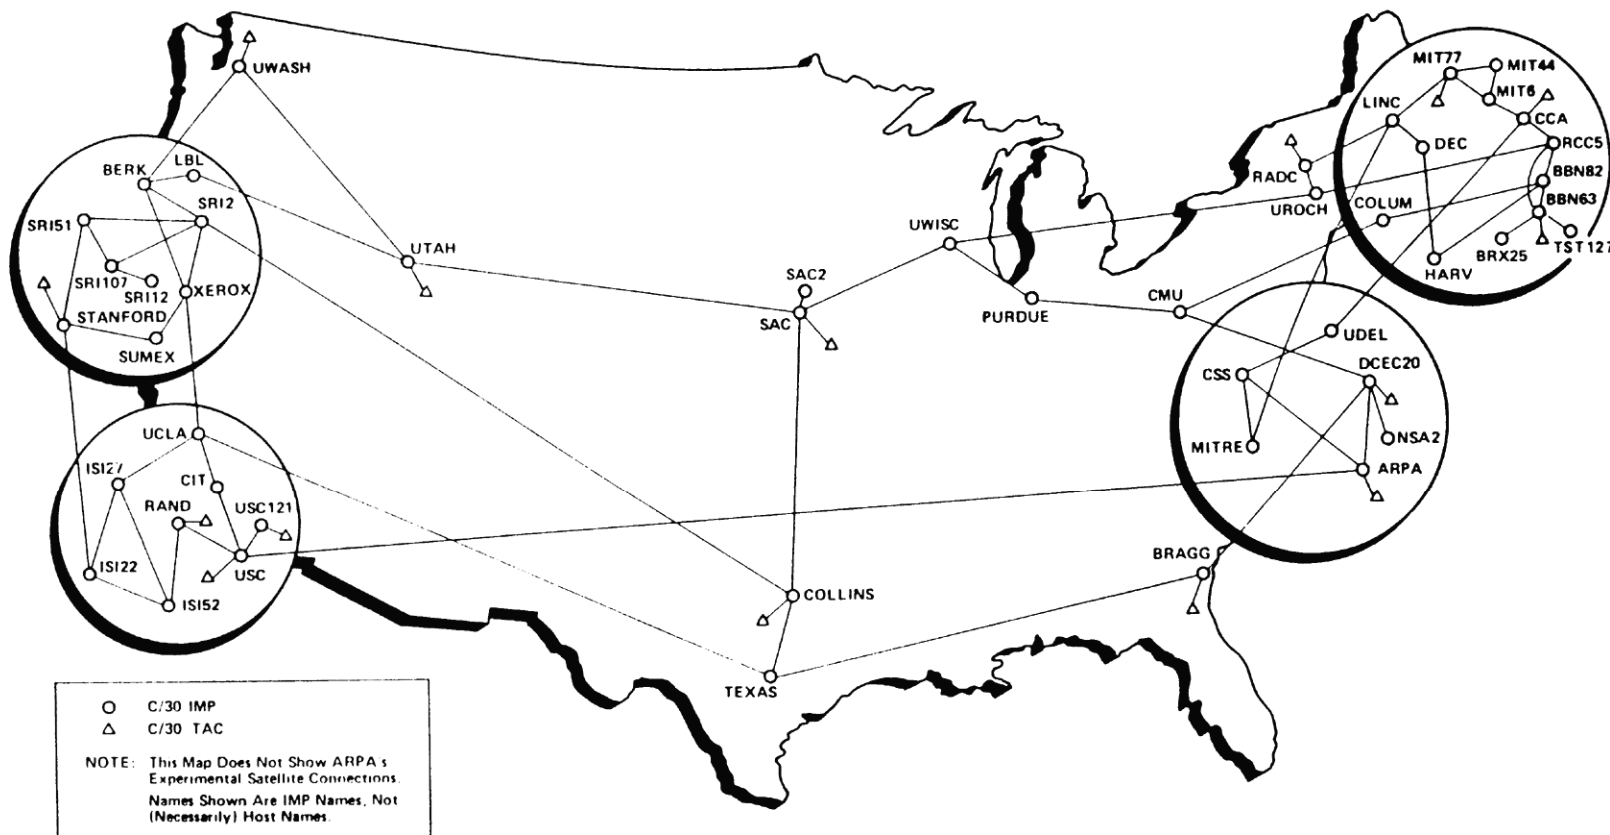 UWASH
BERK
LBL
SRI2
SRI51
SRI107
SRI12
XEROX
STANFORD
SUMEX
UTAH
SAC2
SAC
UWISC
PURDUE
CMU
RADC
UROCH
COLUM
MIT77
MIT44
MIT6
LINC
CCA
DEC
RCC5
BBN82
BBN63
BRX25
TST127
HARV
UDEL
CSS
DCEC20
MITRE
NSA2
ARPA
UCLA
ISI27
CIT
RAND
USC121
USC
ISI22
ISI52
COLLINS
TEXAS
BRAGG
C/30 IMP
C/30 TAC
NOTE: This Map Does Not Show ARPA's
Experimental Satellite Connections.
Names Shown Are IMP Names, Not
(Necessarily) Host Names.